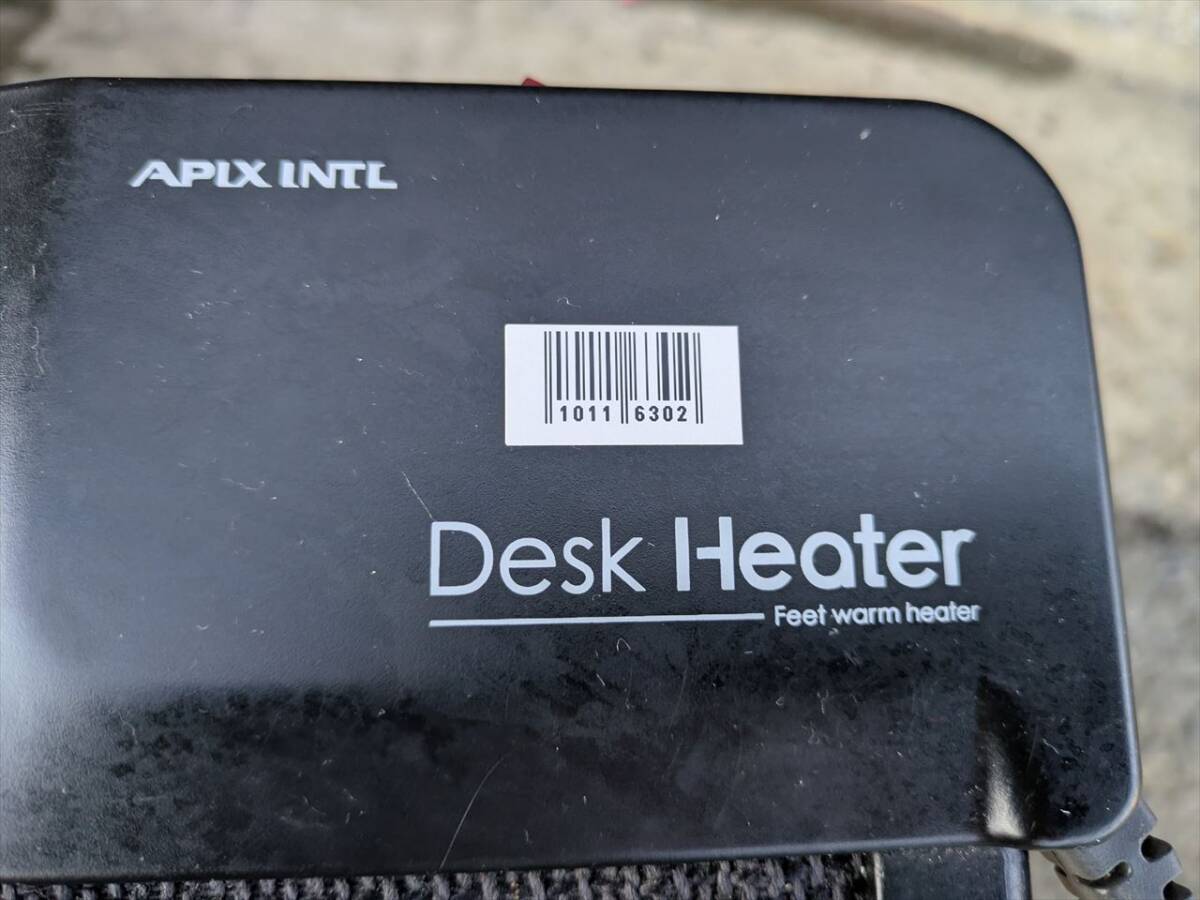 APIX INTL
1011 6302
Desk Heater
Feet warm heater